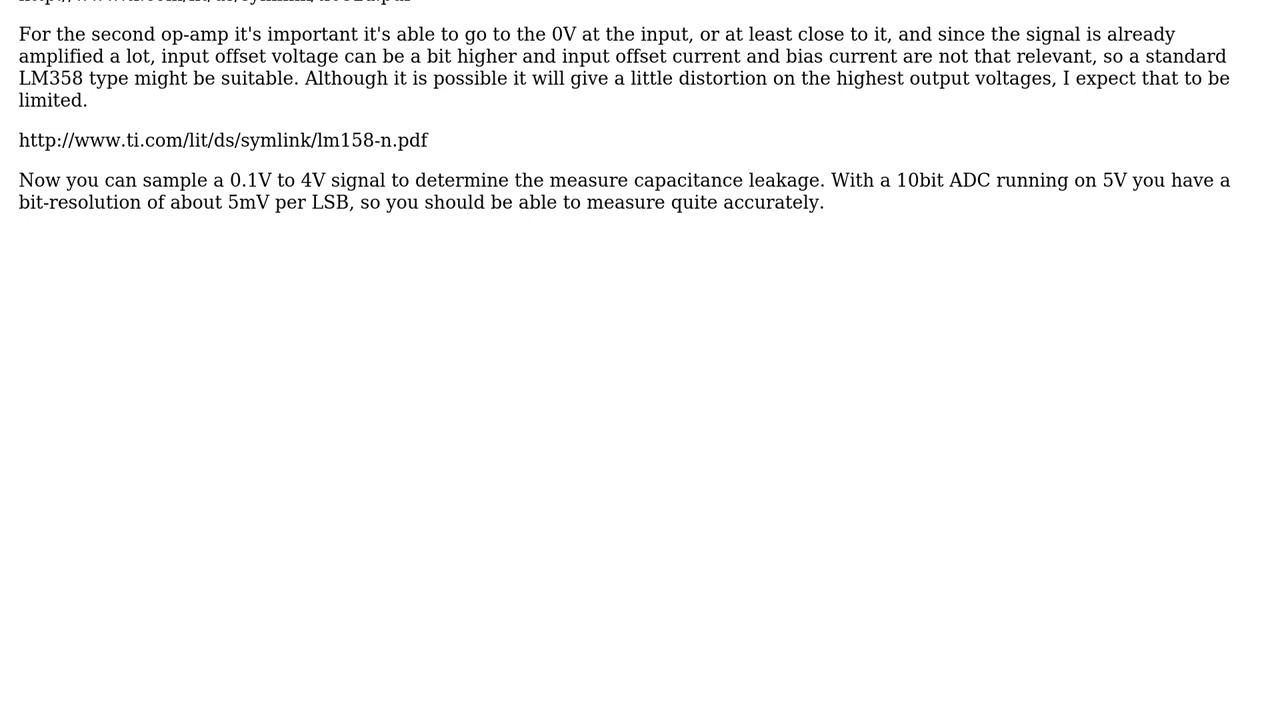 For the second op-amp it's important it's able to go to the 0V at the input, or at least close to it, and since the signal is already
amplified a lot, input offset voltage can be a bit higher and input offset current and bias current are not that relevant, so a standard
LM358 type might be suitable. Although it is possible it will give a little distortion on the highest output voltages, I expect that to be
limited.
http://www.ti.com/lit/ds/symlink/lm158-n.pdf
Now you can sample a 0.1V to 4V signal to determine the measure capacitance leakage. With a 10bit ADC running on 5V you have a
bit-resolution of about 5mV per LSB, so you should be able to measure quite accurately.